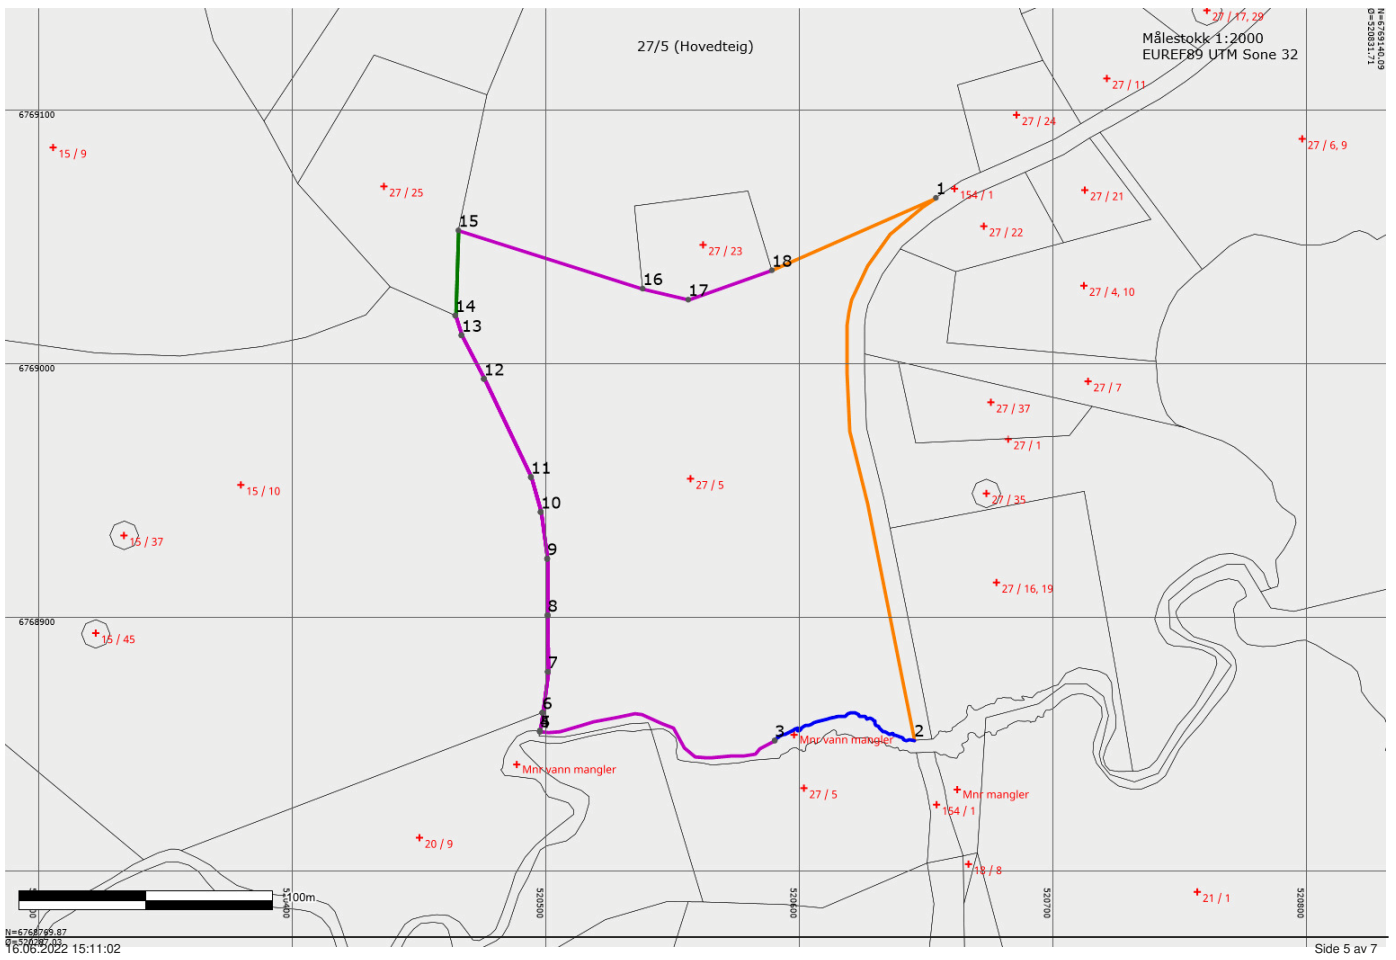 27/5 (Hovedteig)
Målestokk 1:2000
EUREF89 UTM Sone 32
N=6769140.09
Ø=520831.71
27 / 17, 29
27 / 11
6769100
27 / 24
15 / 9
27 / 6, 9
27 / 25
1
154 / 1
27 / 21
15
27 / 22
27 / 23
18
16
17
27 / 4, 10
14
13
6769000
12
27 / 7
27 / 37
27 / 1
11
15 / 10
27 / 5
10
27 / 35
15 / 37
9
27 / 16, 19
8
6768900
15 / 45
7
6
3
2
Mnr vann mangler
Mnr vann mangler
27 / 5
Mnr mangler
154 / 1
20 / 9
18 / 8
21 / 1
100m
520500
520600
520700
520800
N=6768769.87
Ø=520287.03
16.06.2022 15:11:02
Side 5 av 7